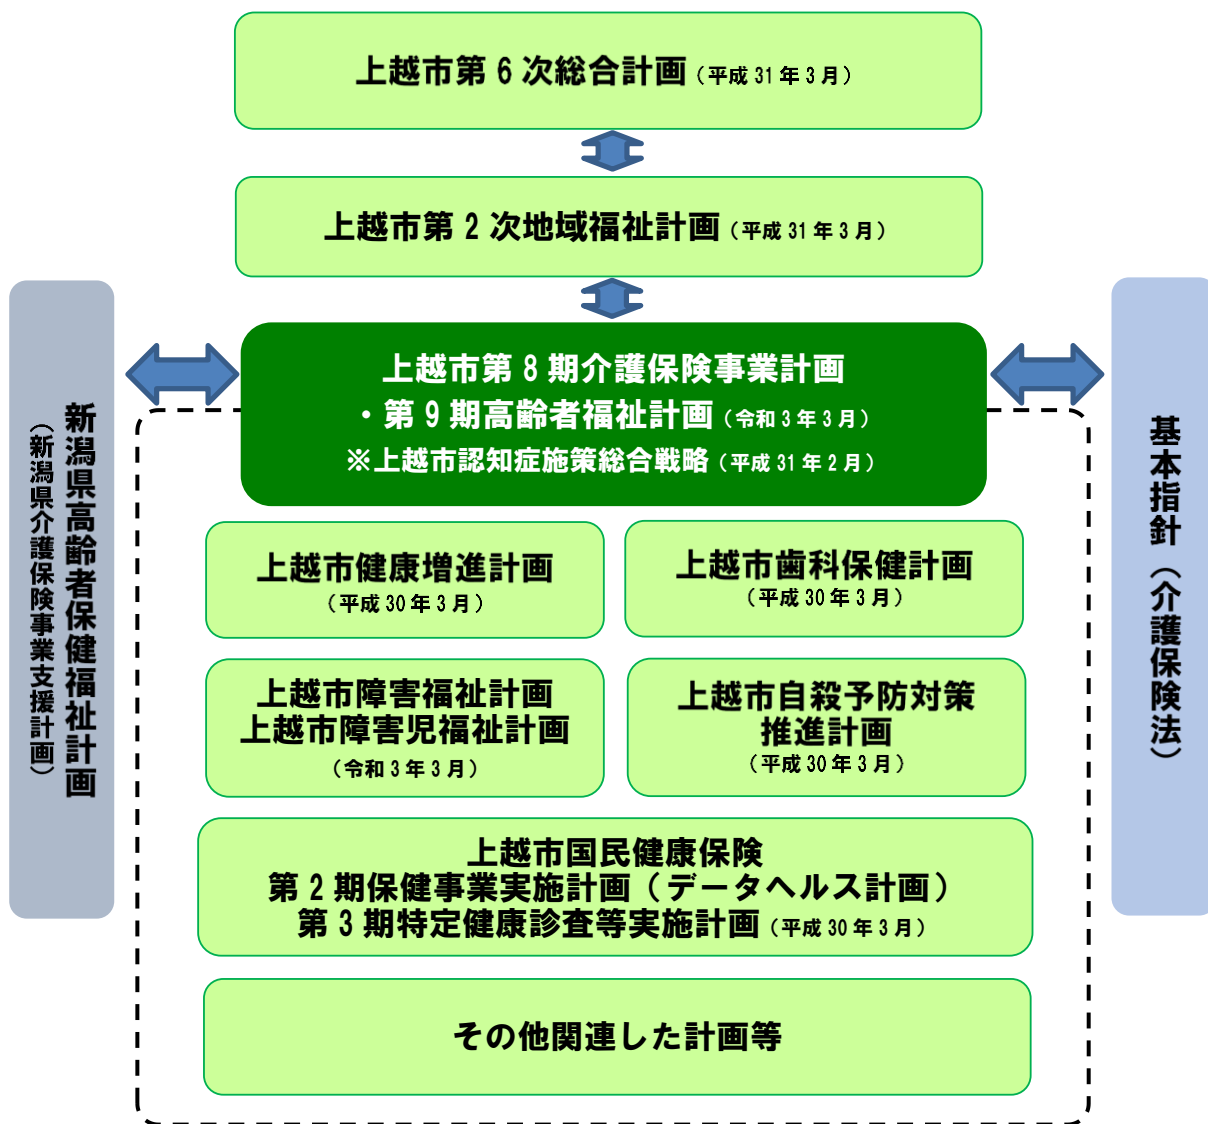 上越市第６次総合計画（平成31年３月）
上越市第２次地域福祉計画（平成31年３月）
上越市第８期介護保険事業計画
・第９期高齢者福祉計画（令和３年３月）
※上越市認知症施策総合戦略（平成31年２月）
新潟県高齢者保健福祉計画
（新潟県介護保険事業支援計画）
基本指針（介護保険法）
上越市健康増進計画
（平成30年３月）
上越市歯科保健計画
（平成30年３月）
上越市障害福祉計画
上越市障害児福祉計画
（令和３年３月）
上越市自殺予防対策
推進計画
（平成30年３月）
上越市国民健康保険
第２期保健事業実施計画（データヘルス計画）
第３期特定健康診査等実施計画（平成30年３月）
その他関連した計画等